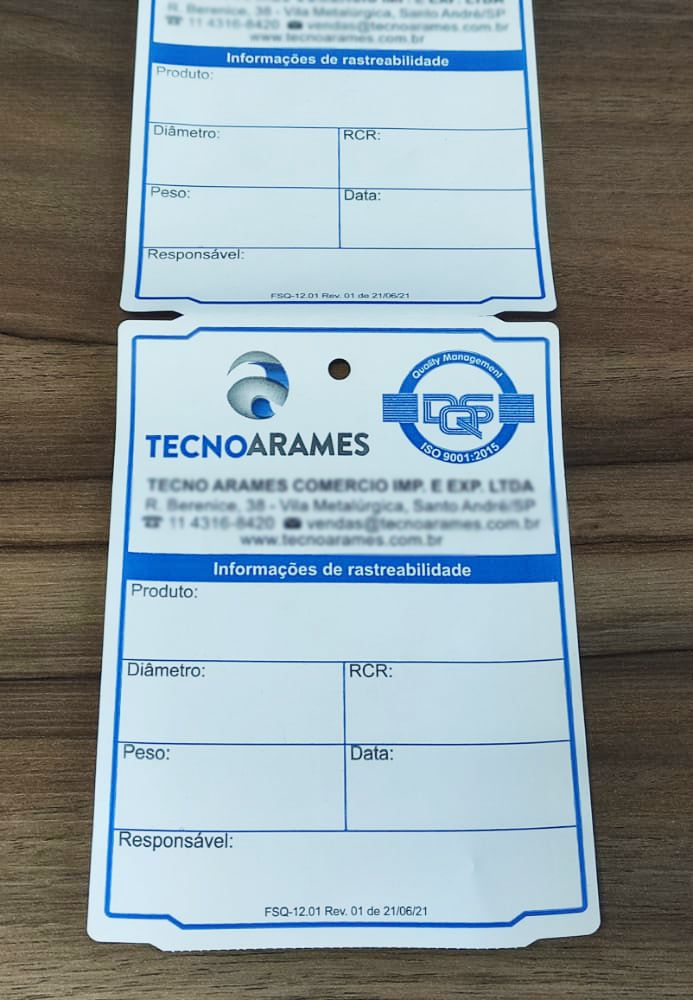 R. Berenice, 38 - Vila Metalúrgica, Santo André/SP
☎ 11 4316-8420 vendas@tecnoarames.com.br
www.tecnoarames.com.br
Informações de rastreabilidade
Produto:
Diâmetro: RCR:
Peso: Data:
Responsável:
FSQ-12.01 Rev. 01 de 21/06/21
Quality Management
DQS
TECNOARAMES
ISO 9001:2015
TECNO ARAMES COMERCIO IMP. E EXP. LTDA
R. Berenice, 38 - Vila Metalúrgica, Santo André/SP
☎ 11 4316-8420 vendas@tecnoarames.com.br
www.tecnoarames.com.br
Informações de rastreabilidade
Produto:
Diâmetro: RCR:
Peso: Data:
Responsável:
FSQ-12.01 Rev. 01 de 21/06/21